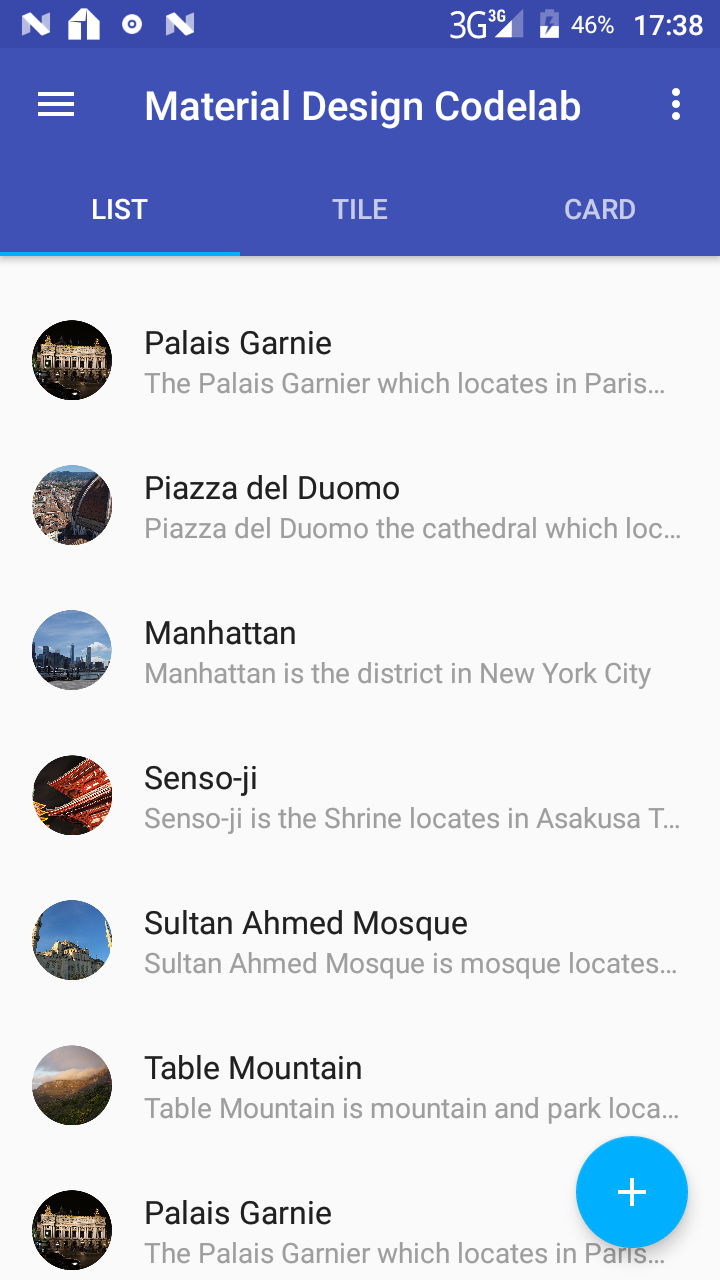 3G 3G 46% 17:38
Material Design Codelab
LIST TILE CARD
Palais Garnie
The Palais Garnier which locates in Paris...
Piazza del Duomo
Piazza del Duomo the cathedral which loc...
Manhattan
Manhattan is the district in New York City
Senso-ji
Senso-ji is the Shrine locates in Asakusa T...
Sultan Ahmed Mosque
Sultan Ahmed Mosque is mosque locates...
Table Mountain
Table Mountain is mountain and park loca...
Palais Garnie
The Palais Garnier which locates in Paris...